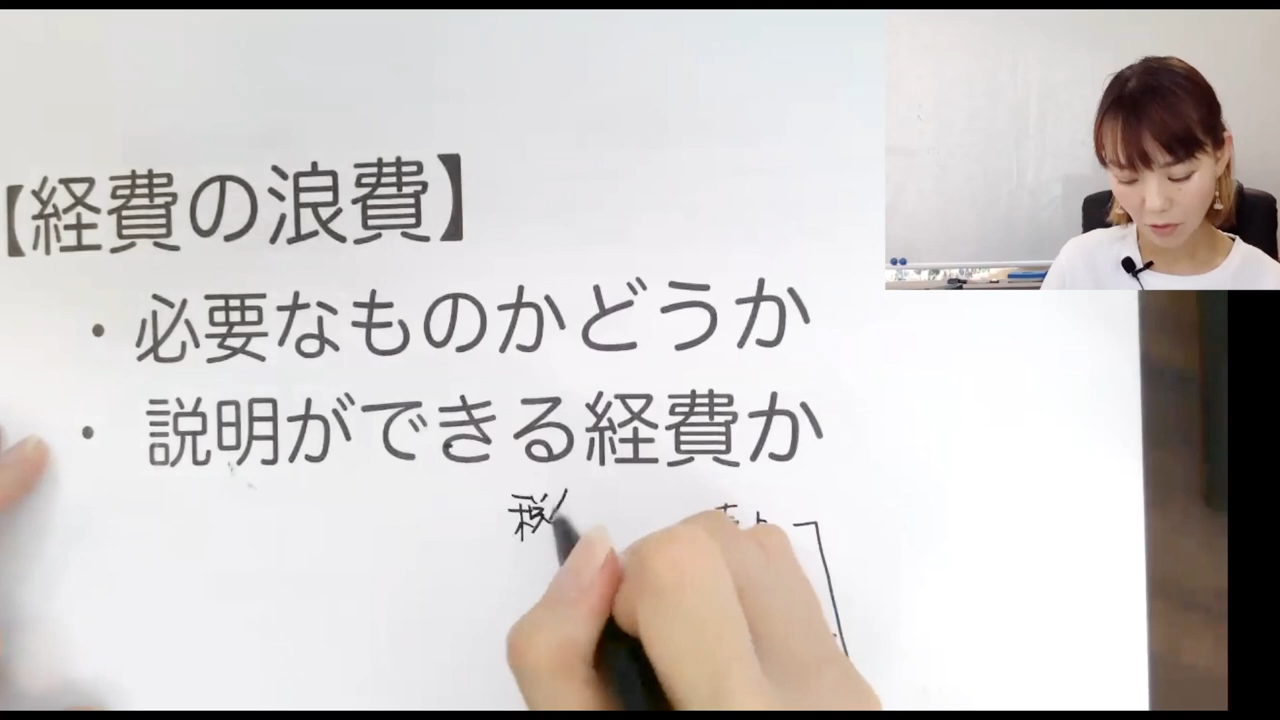 【経費の浪費】
・必要なものかどうか
・説明ができる経費か
税